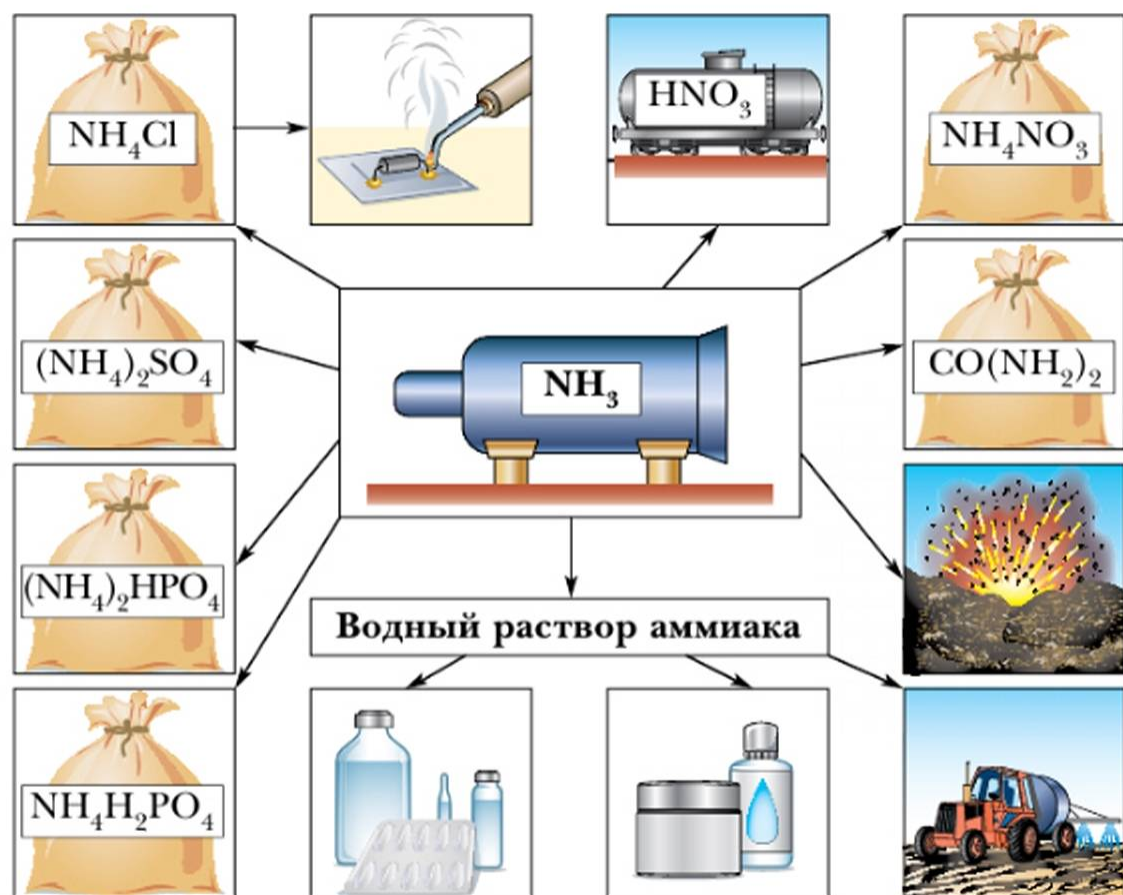 NH₄Cl
HNO₃
NH₄NO₃
(NH₄)₂SO₄
NH₃
CO(NH₂)₂
(NH₄)₂HPO₄
Водный раствор аммиака
NH₄H₂PO₄